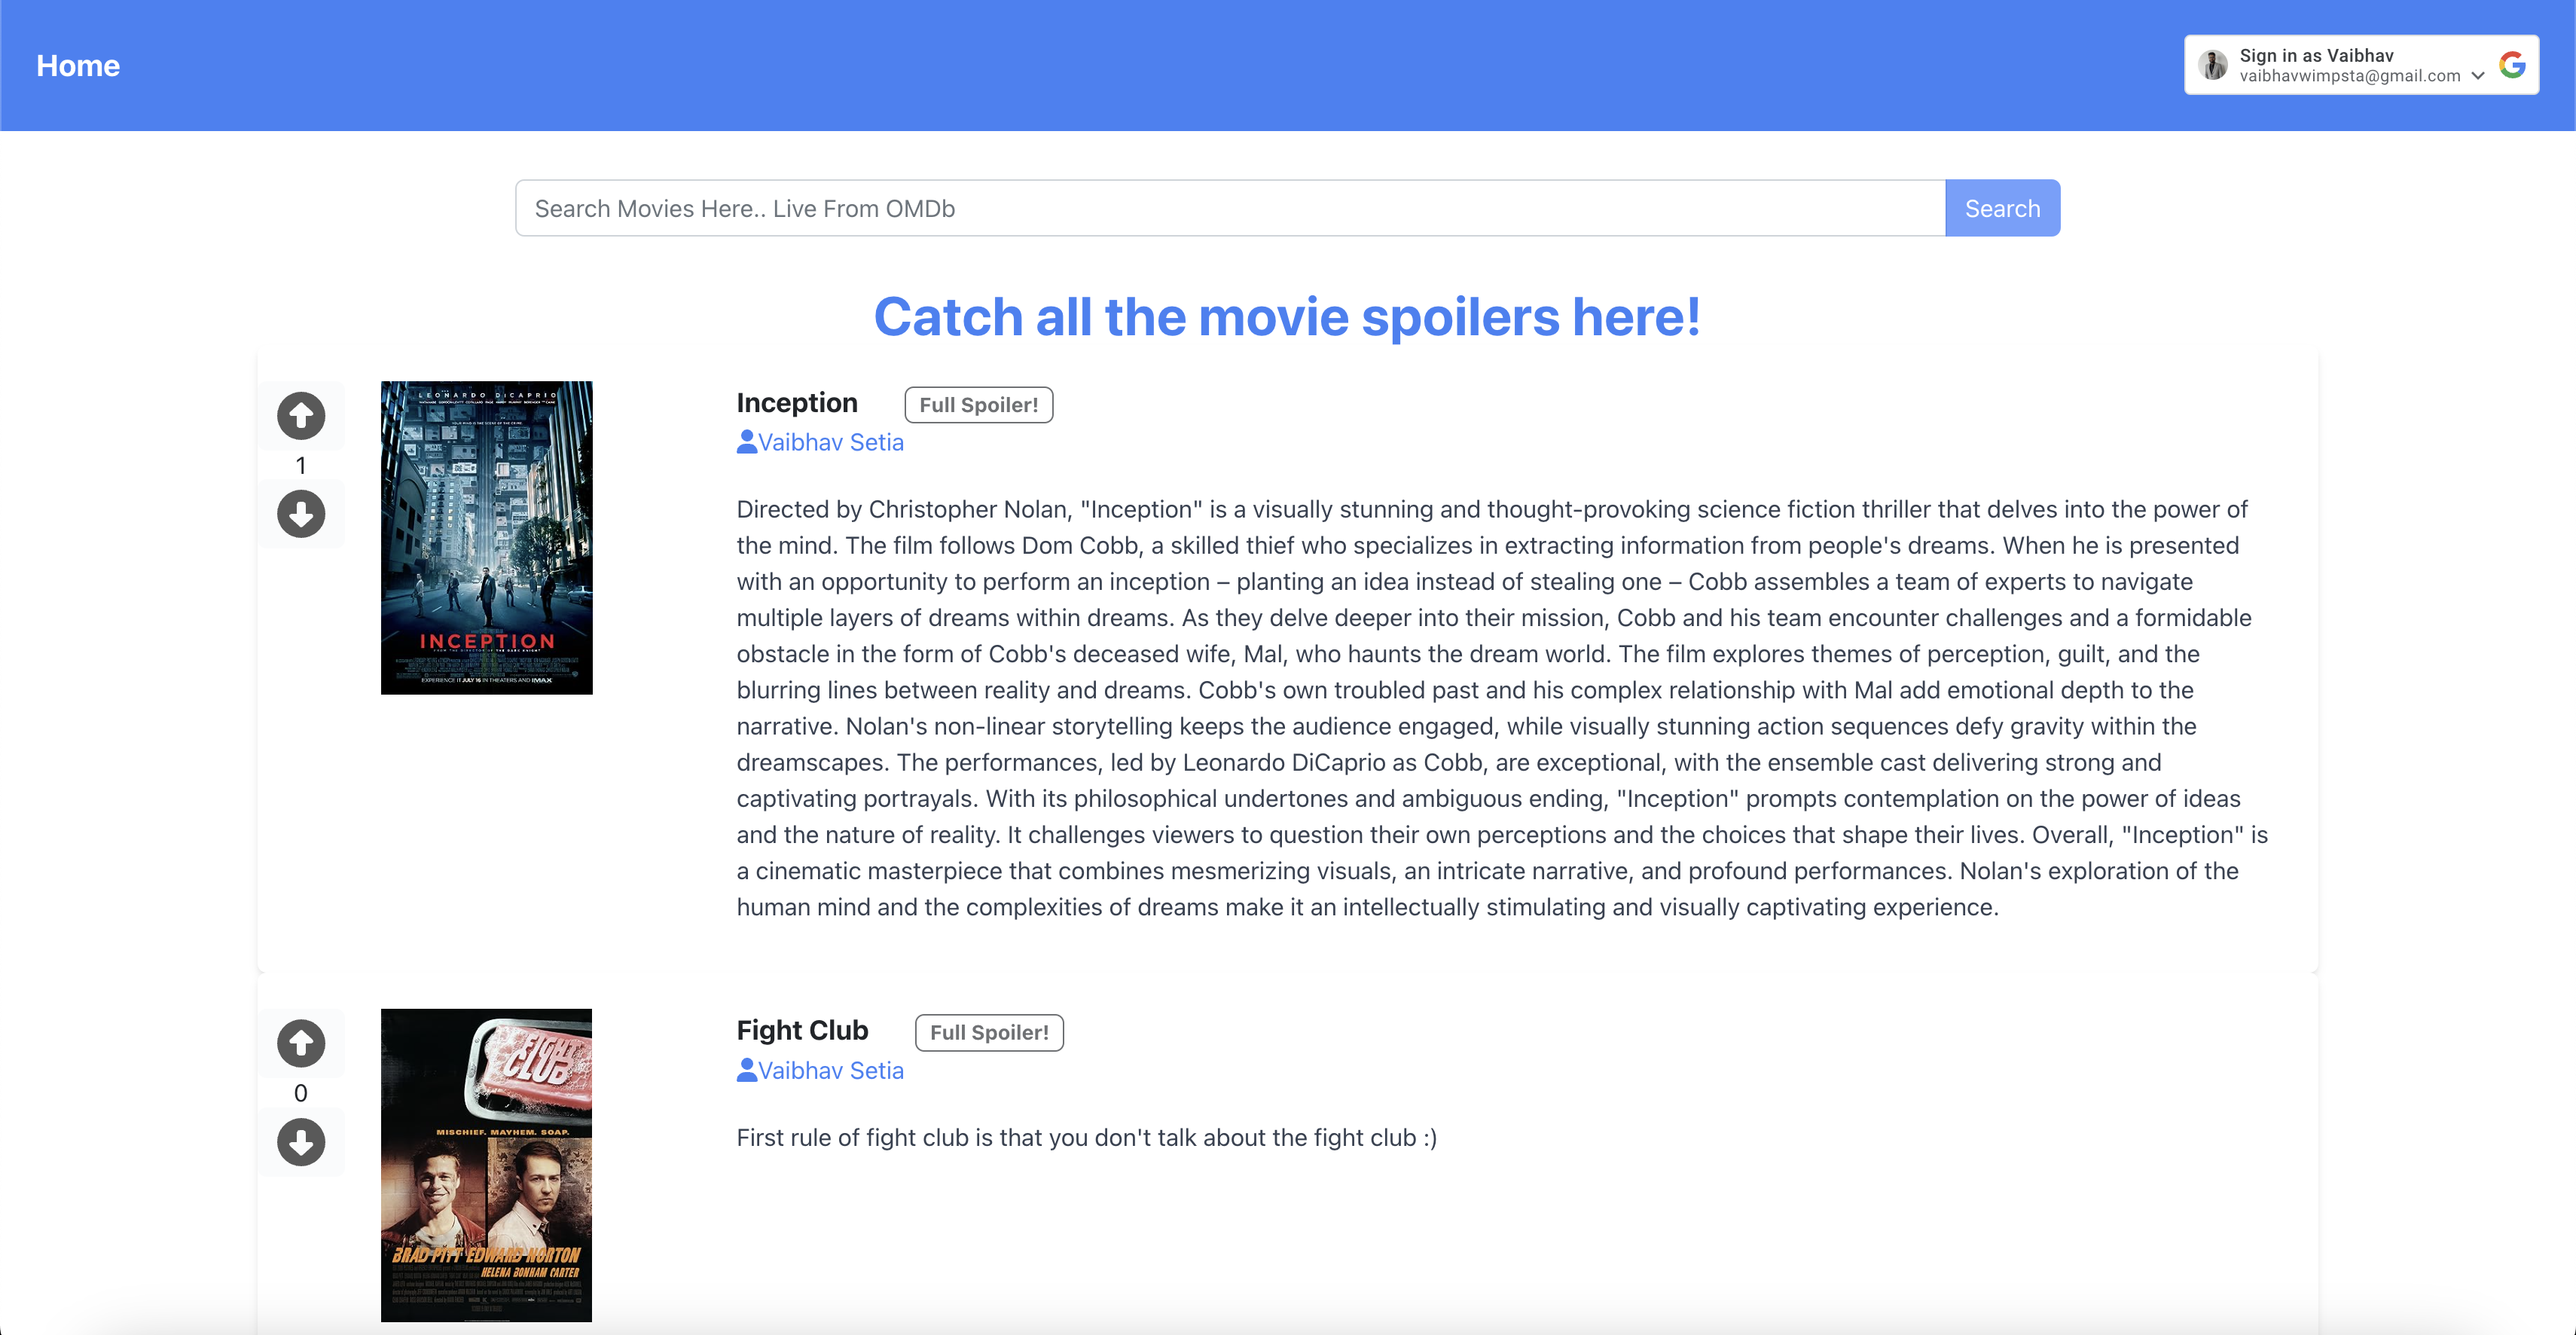 Home
Sign in as Vaibhav
vaibhavwimpsta@gmail.com
Search Movies Here.. Live From OMDb
Search
Catch all the movie spoilers here!
1
LEONARDO DiCAPRIO
INCEPTION
EXPERIENCE IT JULY 16 IN THEATERS AND IMAX
Inception
Full Spoiler!
Vaibhav Setia
Directed by Christopher Nolan, "Inception" is a visually stunning and thought-provoking science fiction thriller that delves into the power of
the mind. The film follows Dom Cobb, a skilled thief who specializes in extracting information from people's dreams. When he is presented
with an opportunity to perform an inception – planting an idea instead of stealing one – Cobb assembles a team of experts to navigate
multiple layers of dreams within dreams. As they delve deeper into their mission, Cobb and his team encounter challenges and a formidable
obstacle in the form of Cobb's deceased wife, Mal, who haunts the dream world. The film explores themes of perception, guilt, and the
blurring lines between reality and dreams. Cobb's own troubled past and his complex relationship with Mal add emotional depth to the
narrative. Nolan's non-linear storytelling keeps the audience engaged, while visually stunning action sequences defy gravity within the
dreamscapes. The performances, led by Leonardo DiCaprio as Cobb, are exceptional, with the ensemble cast delivering strong and
captivating portrayals. With its philosophical undertones and ambiguous ending, "Inception" prompts contemplation on the power of ideas
and the nature of reality. It challenges viewers to question their own perceptions and the choices that shape their lives. Overall, "Inception" is
a cinematic masterpiece that combines mesmerizing visuals, an intricate narrative, and profound performances. Nolan's exploration of the
human mind and the complexities of dreams make it an intellectually stimulating and visually captivating experience.
0
FIGHT
CLUB
MISCHIEF. MAYHEM. SOAP.
BRAD PITT EDWARD NORTON
HELENA BONHAM CARTER
Fight Club
Full Spoiler!
Vaibhav Setia
First rule of fight club is that you don't talk about the fight club :)